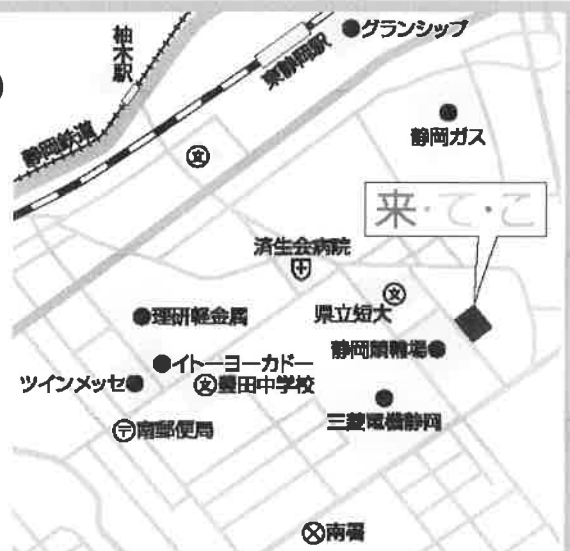 グランシップ
柚木駅
東静岡駅
静岡ガス
静岡鉄道
文
来・て・こ
済生会病院
文
県立短大
理研軽金属
静岡競輪場
イトーヨーカドー
ツインメッセ
文豊田中学校
三菱電機静岡
〒南郵便局
南署